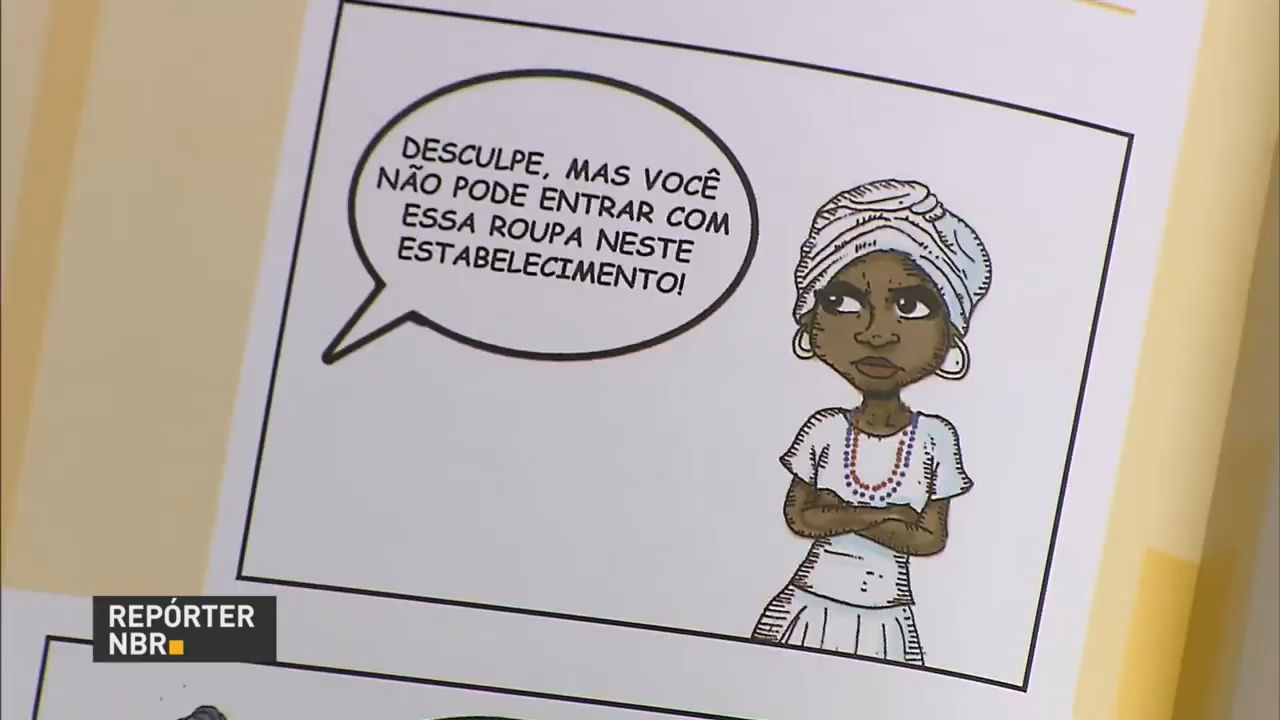 DESCULPE, MAS VOCÊ
NÃO PODE ENTRAR COM
ESSA ROUPA NESTE
ESTABELECIMENTO!
REPÓRTER
NBR